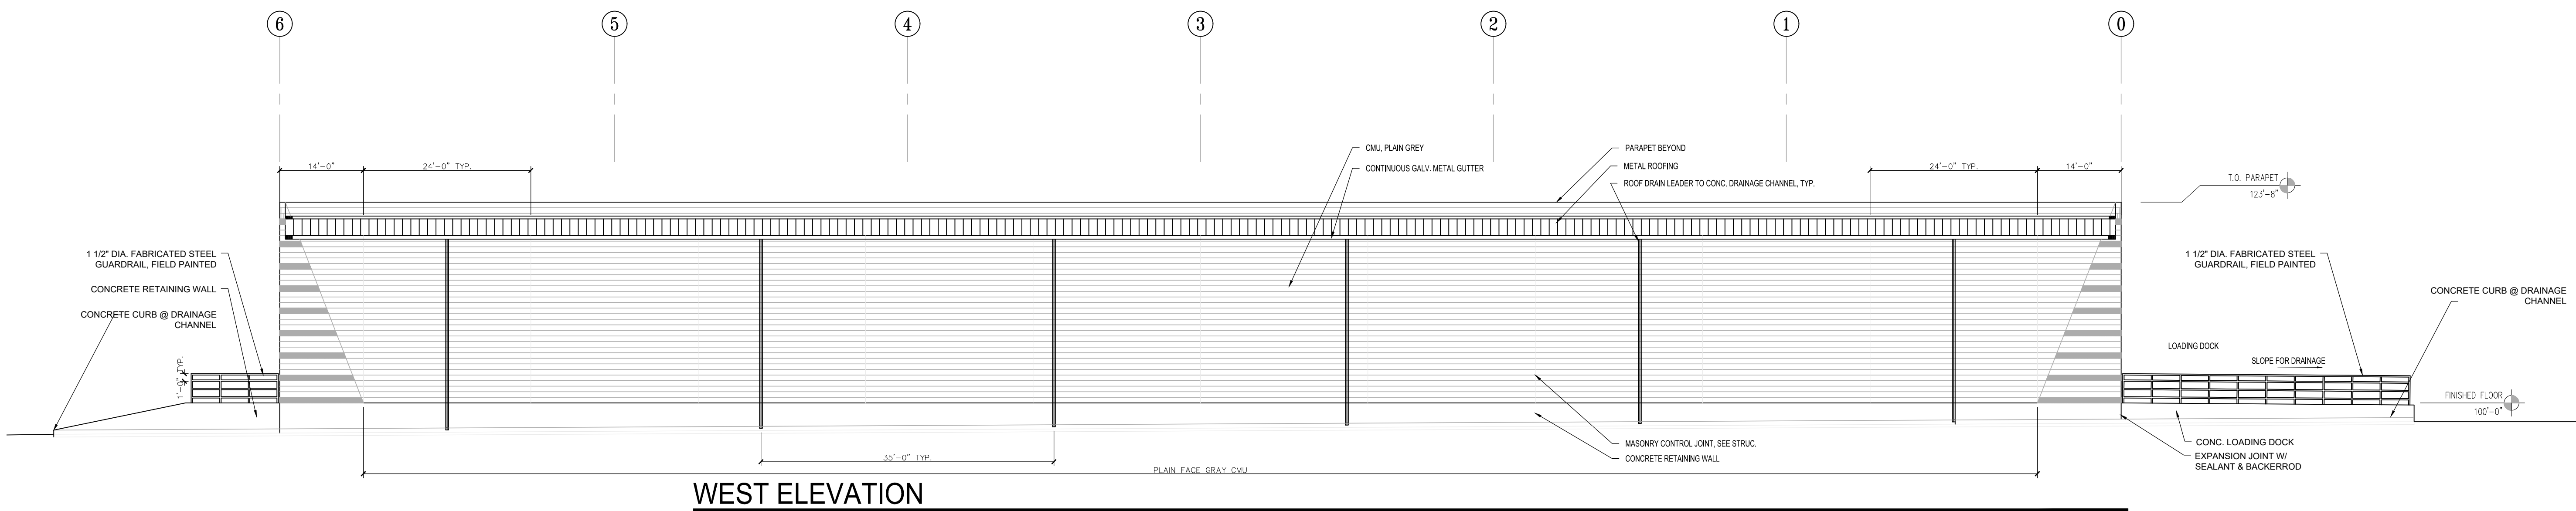 6
5
4
3
2
1
0
14'-0"
24'-0" TYP.
CMU, PLAIN GREY
CONTINUOUS GALV. METAL GUTTER
PARAPET BEYOND
METAL ROOFING
ROOF DRAIN LEADER TO CONC. DRAINAGE CHANNEL, TYP.
24'-0" TYP.
14'-0"
T.O. PARAPET
123'-8"
1 1/2" DIA. FABRICATED STEEL
GUARDRAIL, FIELD PAINTED
CONCRETE RETAINING WALL
CONCRETE CURB @ DRAINAGE
CHANNEL
1'-0" TYP.
1 1/2" DIA. FABRICATED STEEL
GUARDRAIL, FIELD PAINTED
CONCRETE CURB @ DRAINAGE
CHANNEL
LOADING DOCK
SLOPE FOR DRAINAGE
FINISHED FLOOR
100'-0"
MASONRY CONTROL JOINT, SEE STRUC.
CONCRETE RETAINING WALL
CONC. LOADING DOCK
EXPANSION JOINT W/
SEALANT & BACKERROD
35'-0" TYP.
PLAIN FACE GRAY CMU
WEST ELEVATION